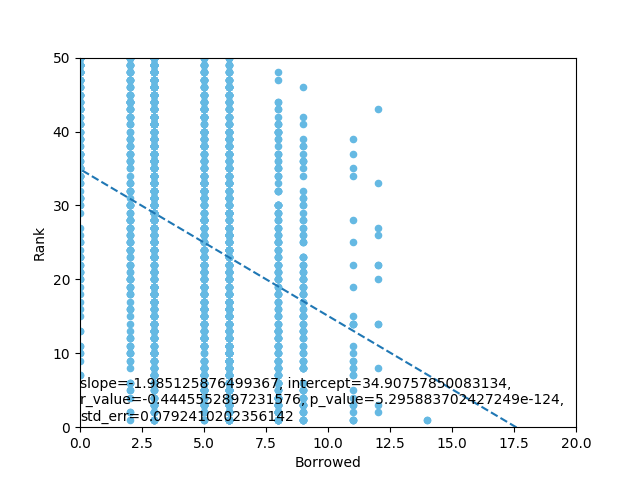 50
40
30
20
10
0
Rank
slope=-1.985125876499367, intercept=34.90757850083134,
r_value=-0.4445552897231576, p_value=5.295883702427249e-124,
std_err=0.0792410202356142
0.0 2.5 5.0 7.5 10.0 12.5 15.0 17.5 20.0
Borrowed